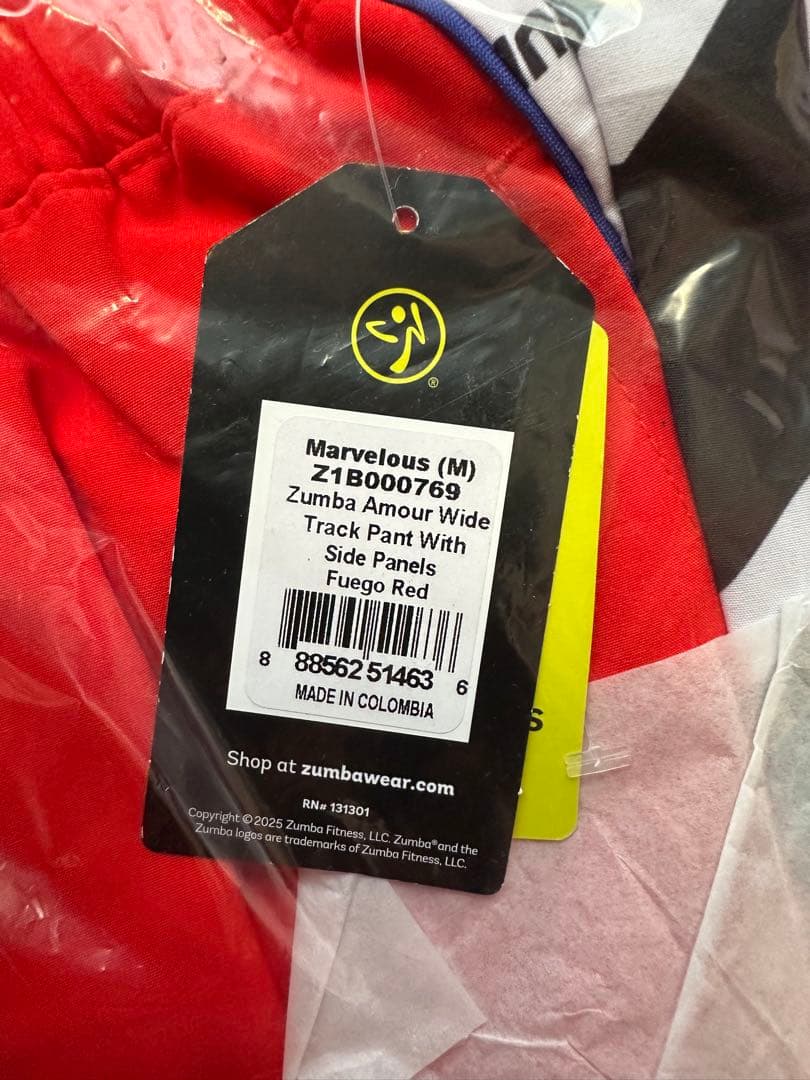 ®
Marvelous (M)
Z1B000769
Zumba Amour Wide
Track Pant With
Side Panels
Fuego Red
8 88562 51463 6
MADE IN COLOMBIA
S
Shop at zumbawear.com
RN# 131301
Copyright ©2025 Zumba Fitness, LLC. Zumba® and the
Zumba logos are trademarks of Zumba Fitness, LLC.